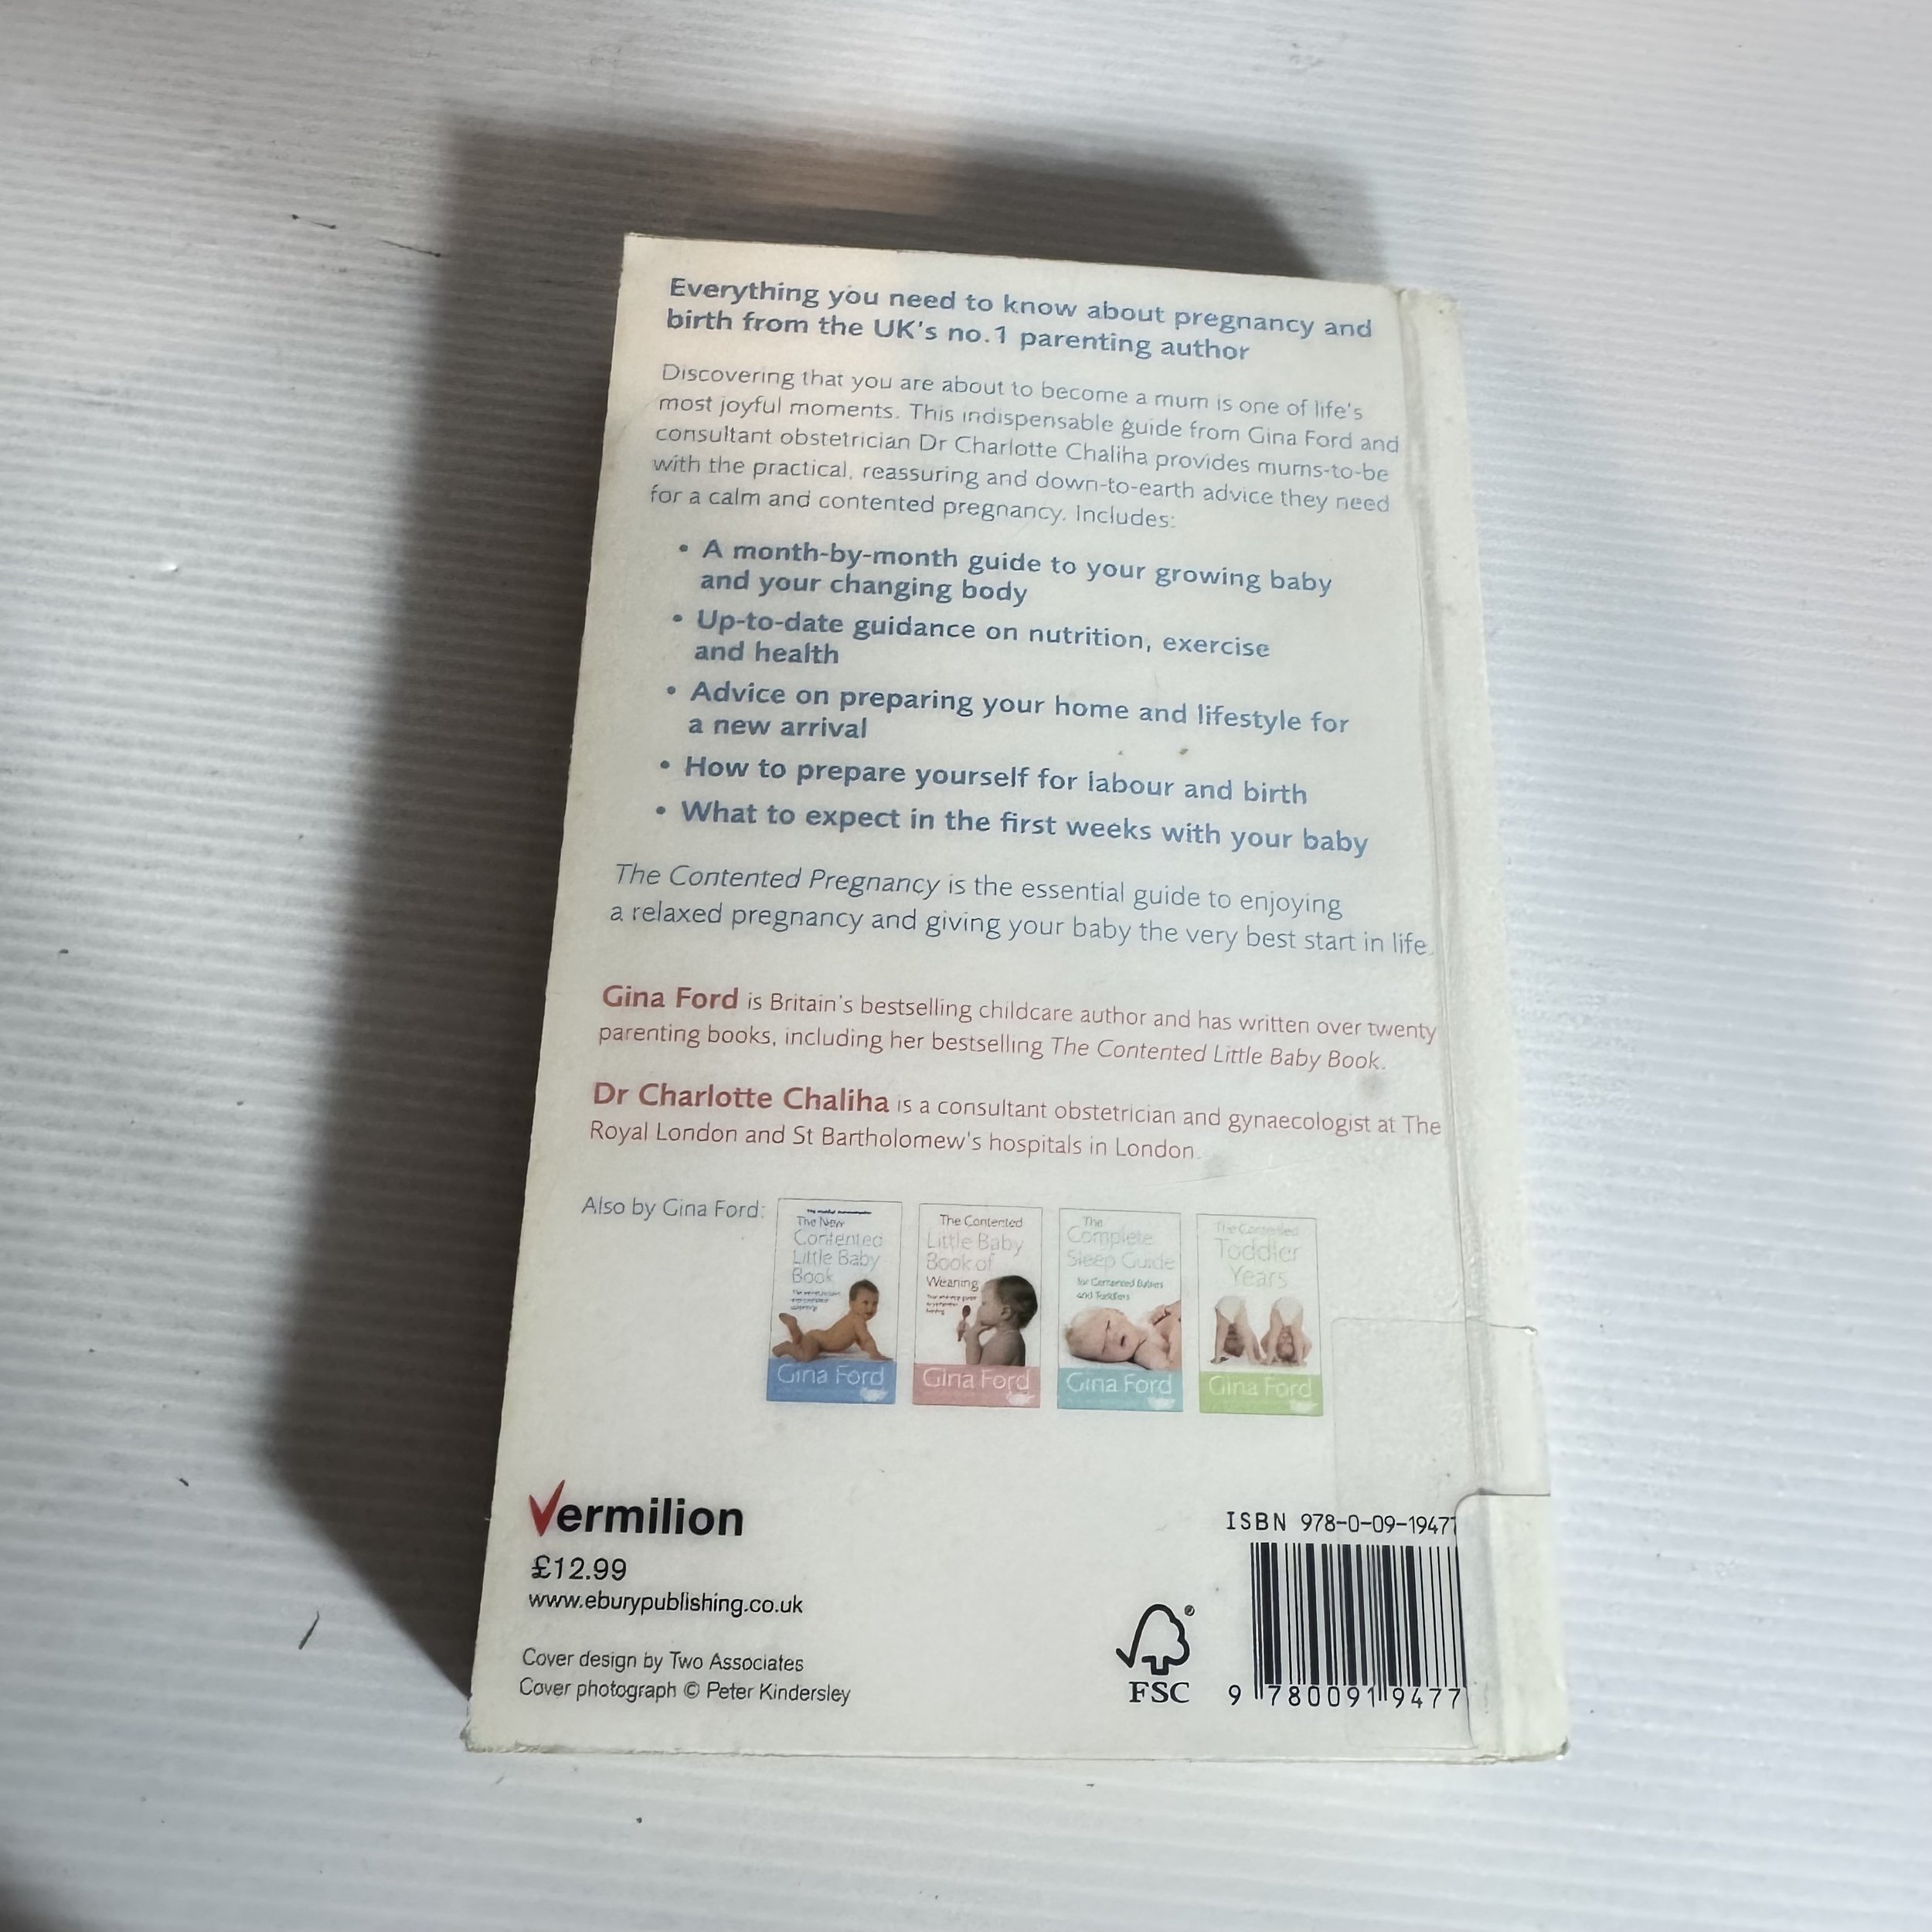 Everything you need to know about pregnancy and
birth from the UK's no.1 parenting author
Discovering that you are about to become a mum is one of life's
most joyful moments. This indispensable guide from Gina Ford and
consultant obstetrician Dr Charlotte Chaliha provides mums-to-be
with the practical, reassuring and down-to-earth advice they need
for a calm and contented pregnancy. Includes:
• A month-by-month guide to your growing baby
and your changing body
• Up-to-date guidance on nutrition, exercise
and health
• Advice on preparing your home and lifestyle for
a new arrival
• How to prepare yourself for labour and birth
• What to expect in the first weeks with your baby
The Contented Pregnancy is the essential guide to enjoying
a relaxed pregnancy and giving your baby the very best start in life.
Gina Ford is Britain's bestselling childcare author and has written over twenty
parenting books, including her bestselling The Contented Little Baby Book.
Dr Charlotte Chaliha is a consultant obstetrician and gynaecologist at The
Royal London and St Bartholomew's hospitals in London.
Also by Gina Ford:
The New
Contented
Little Baby
Book
Gina Ford
The Contented
Little Baby
Book of
Weaning
Gina Ford
The
Complete
Sleep Guide
for Contented Babies
and Toddlers
Gina Ford
The Contented
Toddler
Years
Gina Ford
Vermilion
£12.99
www.eburypublishing.co.uk
Cover design by Two Associates
Cover photograph © Peter Kindersley
® FSC
ISBN 978-0-09-19477
9 780091 9477